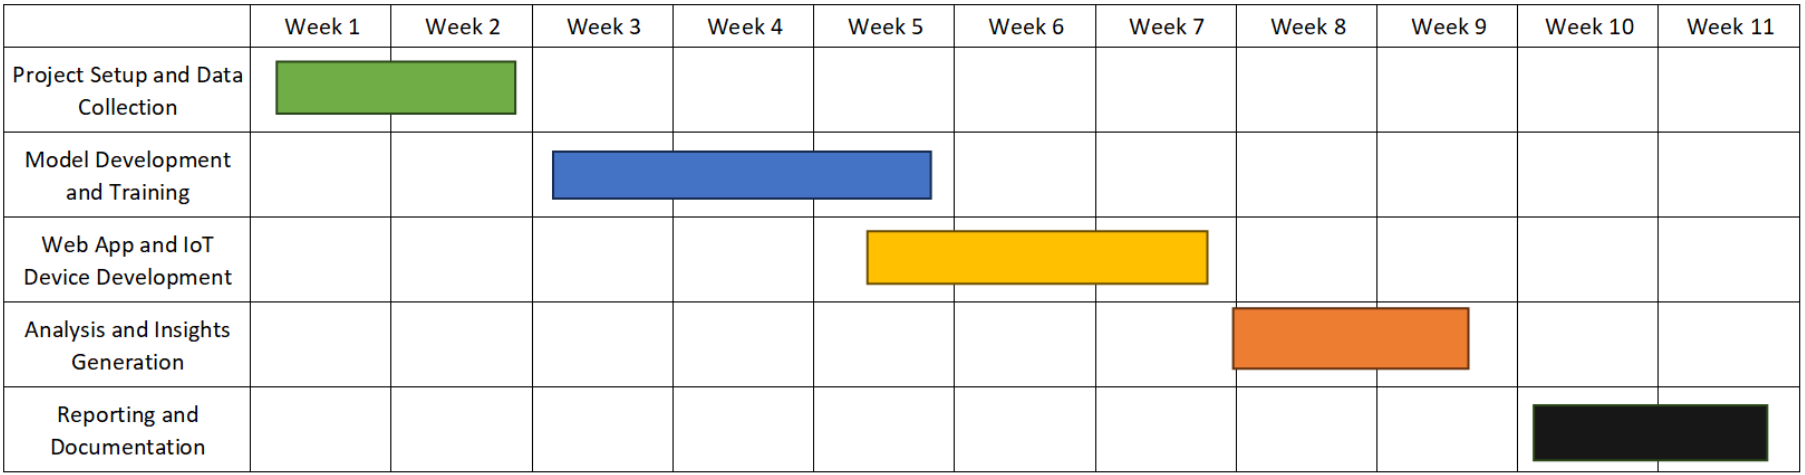 Week 1 Week 2 Week 3 Week 4 Week 5 Week 6 Week 7 Week 8 Week 9 Week 10 Week 11
Project Setup and Data
Collection
Model Development
and Training
Web App and IoT
Device Development
Analysis and Insights
Generation
Reporting and
Documentation